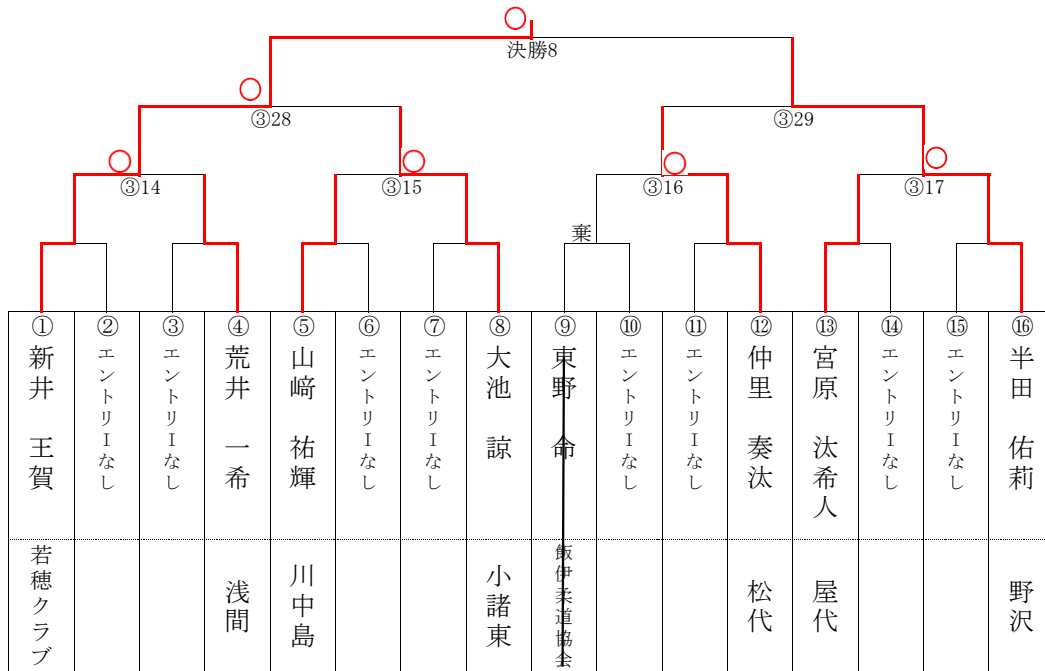 決勝8
③28
③29
③14
③15
③16
③17
棄
① ② ③ ④ ⑤ ⑥ ⑦ ⑧ ⑨ ⑩ ⑪ ⑫ ⑬ ⑭ ⑮ ⑯
新井 王賀
エントリーなし
エントリーなし
荒井 一希
山﨑 祐輝
エントリーなし
エントリーなし
大池 諒
東野 命
エントリーなし
エントリーなし
仲里 奏汰
宮原 汰希人
エントリーなし
エントリーなし
半田 佑莉
若穂クラブ
浅間
川中島
小諸東
飯伊柔道協会
松代
屋代
野沢